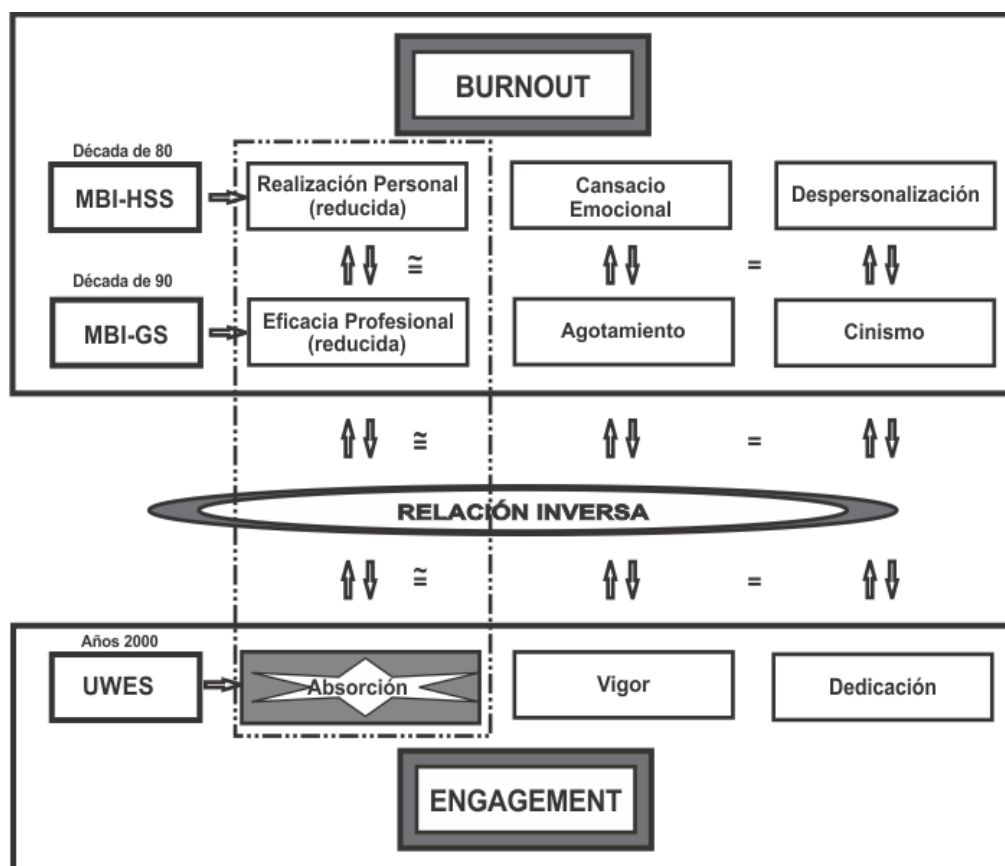 BURNOUT
Década de 80
MBI-HSS
Realización Personal
(reducida)
Cansacio
Emocional
Despersonalización
≅
=
Década de 90
MBI-GS
Eficacia Profesional
(reducida)
Agotamiento
Cinismo
≅
=
RELACIÓN INVERSA
≅
=
Años 2000
UWES
Absorción
Vigor
Dedicación
ENGAGEMENT